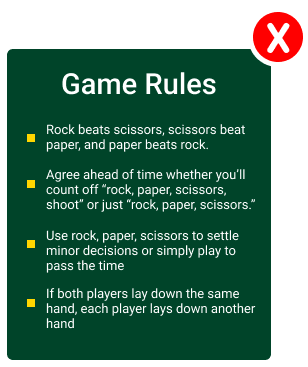 X
Game Rules
Rock beats scissors, scissors beat
paper, and paper beats rock.
Agree ahead of time whether you’ll
count off “rock, paper, scissors,
shoot” or just “rock, paper, scissors.”
Use rock, paper, scissors to settle
minor decisions or simply play to
pass the time
If both players lay down the same
hand, each player lays down another
hand